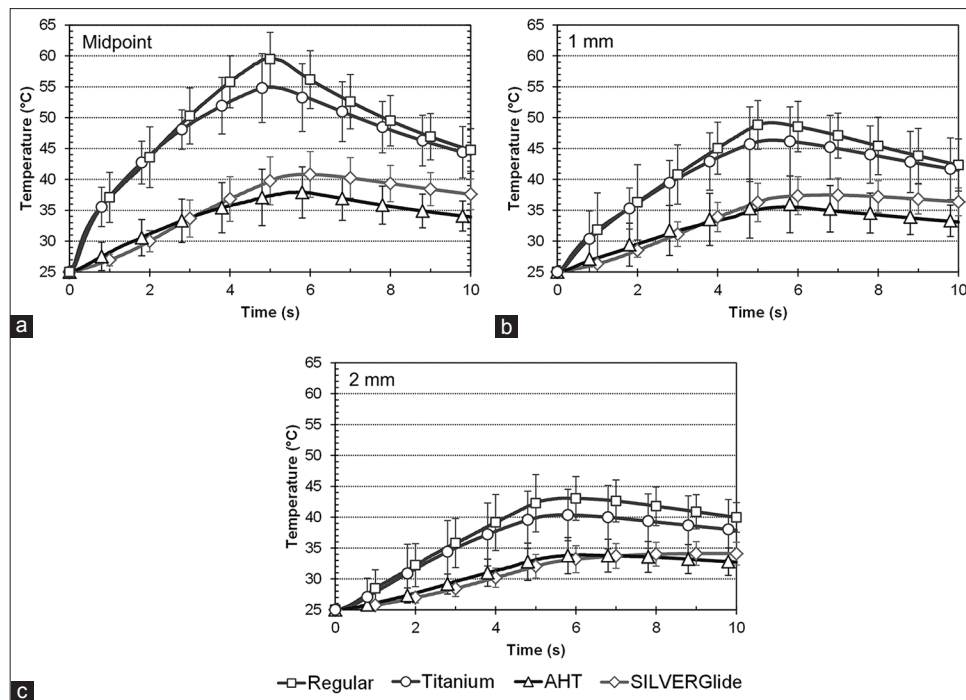 Midpoint
Temperature (°C)
65
60
55
50
45
40
35
30
25
0 2 4 6 8 10
Time (s)
a
1 mm
Temperature (°C)
65
60
55
50
45
40
35
30
25
0 2 4 6 8 10
Time (s)
b
2 mm
Temperature (°C)
65
60
55
50
45
40
35
30
25
0 2 4 6 8 10
Time (s)
c
Regular Titanium AHT SILVERGlide